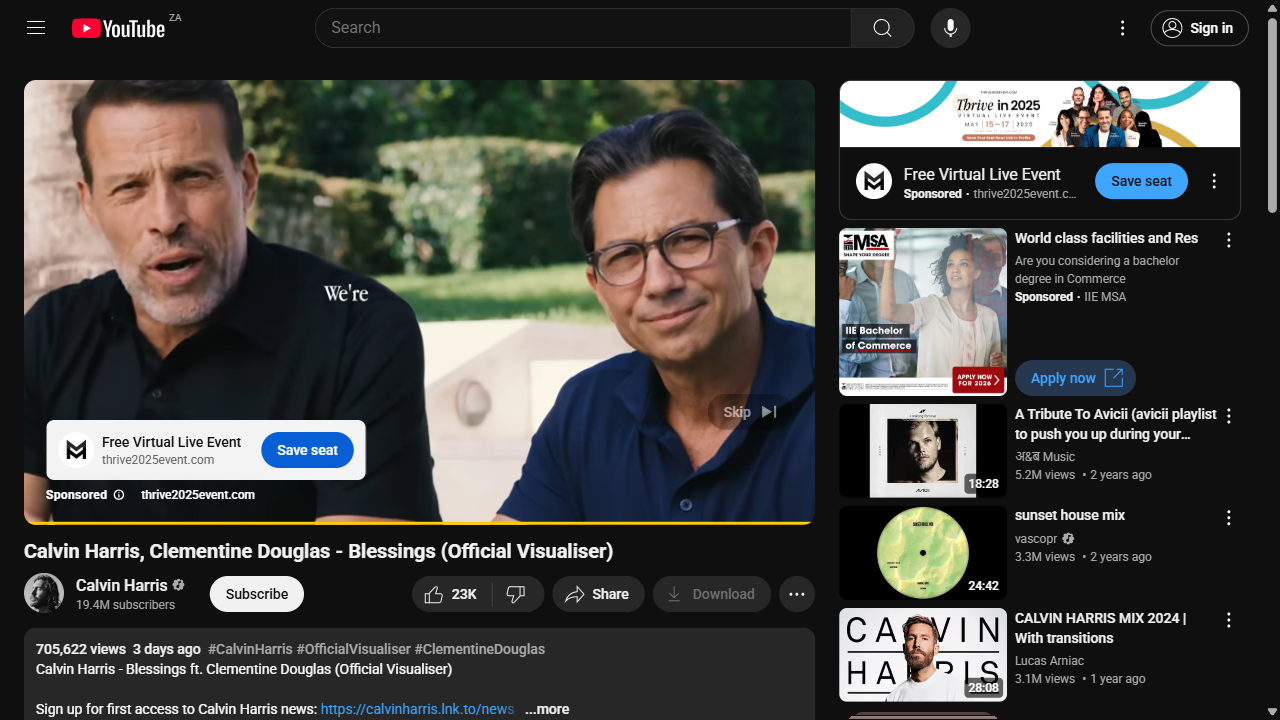 YouTube ZA
Search
Sign in
We're
Skip
Free Virtual Live Event
thrive2025event.com
Save seat
Sponsored
thrive2025event.com
Calvin Harris, Clementine Douglas - Blessings (Official Visualiser)
Calvin Harris
19.4M subscribers
Subscribe
23K
Share
Download
705,622 views 3 days ago #CalvinHarris #OfficialVisualiser #ClementineDouglas
Calvin Harris - Blessings ft. Clementine Douglas (Official Visualiser)
Sign up for first access to Calvin Harris news: https://calvinharris.lnk.to/news ...more
Thrive in 2025
VIRTUAL LIVE EVENT
MAY | 15—17 | 2025
Free Virtual Live Event
Sponsored · thrive2025event.c...
Save seat
IIE MSA
SHARE YOUR DEGREE
IIE Bachelor
of Commerce
APPLY NOW
FOR 2026
World class facilities and Res
Are you considering a bachelor
degree in Commerce
Sponsored · IIE MSA
Apply now
AVICII
18:28
A Tribute To Avicii (avicii playlist
to push you up during your...
अ&ब Music
5.2M views • 2 years ago
24:42
sunset house mix
vascopr
3.3M views • 2 years ago
CALVIN
HARRIS
28:08
CALVIN HARRIS MIX 2024 |
With transitions
Lucas Arniac
3.1M views • 1 year ago